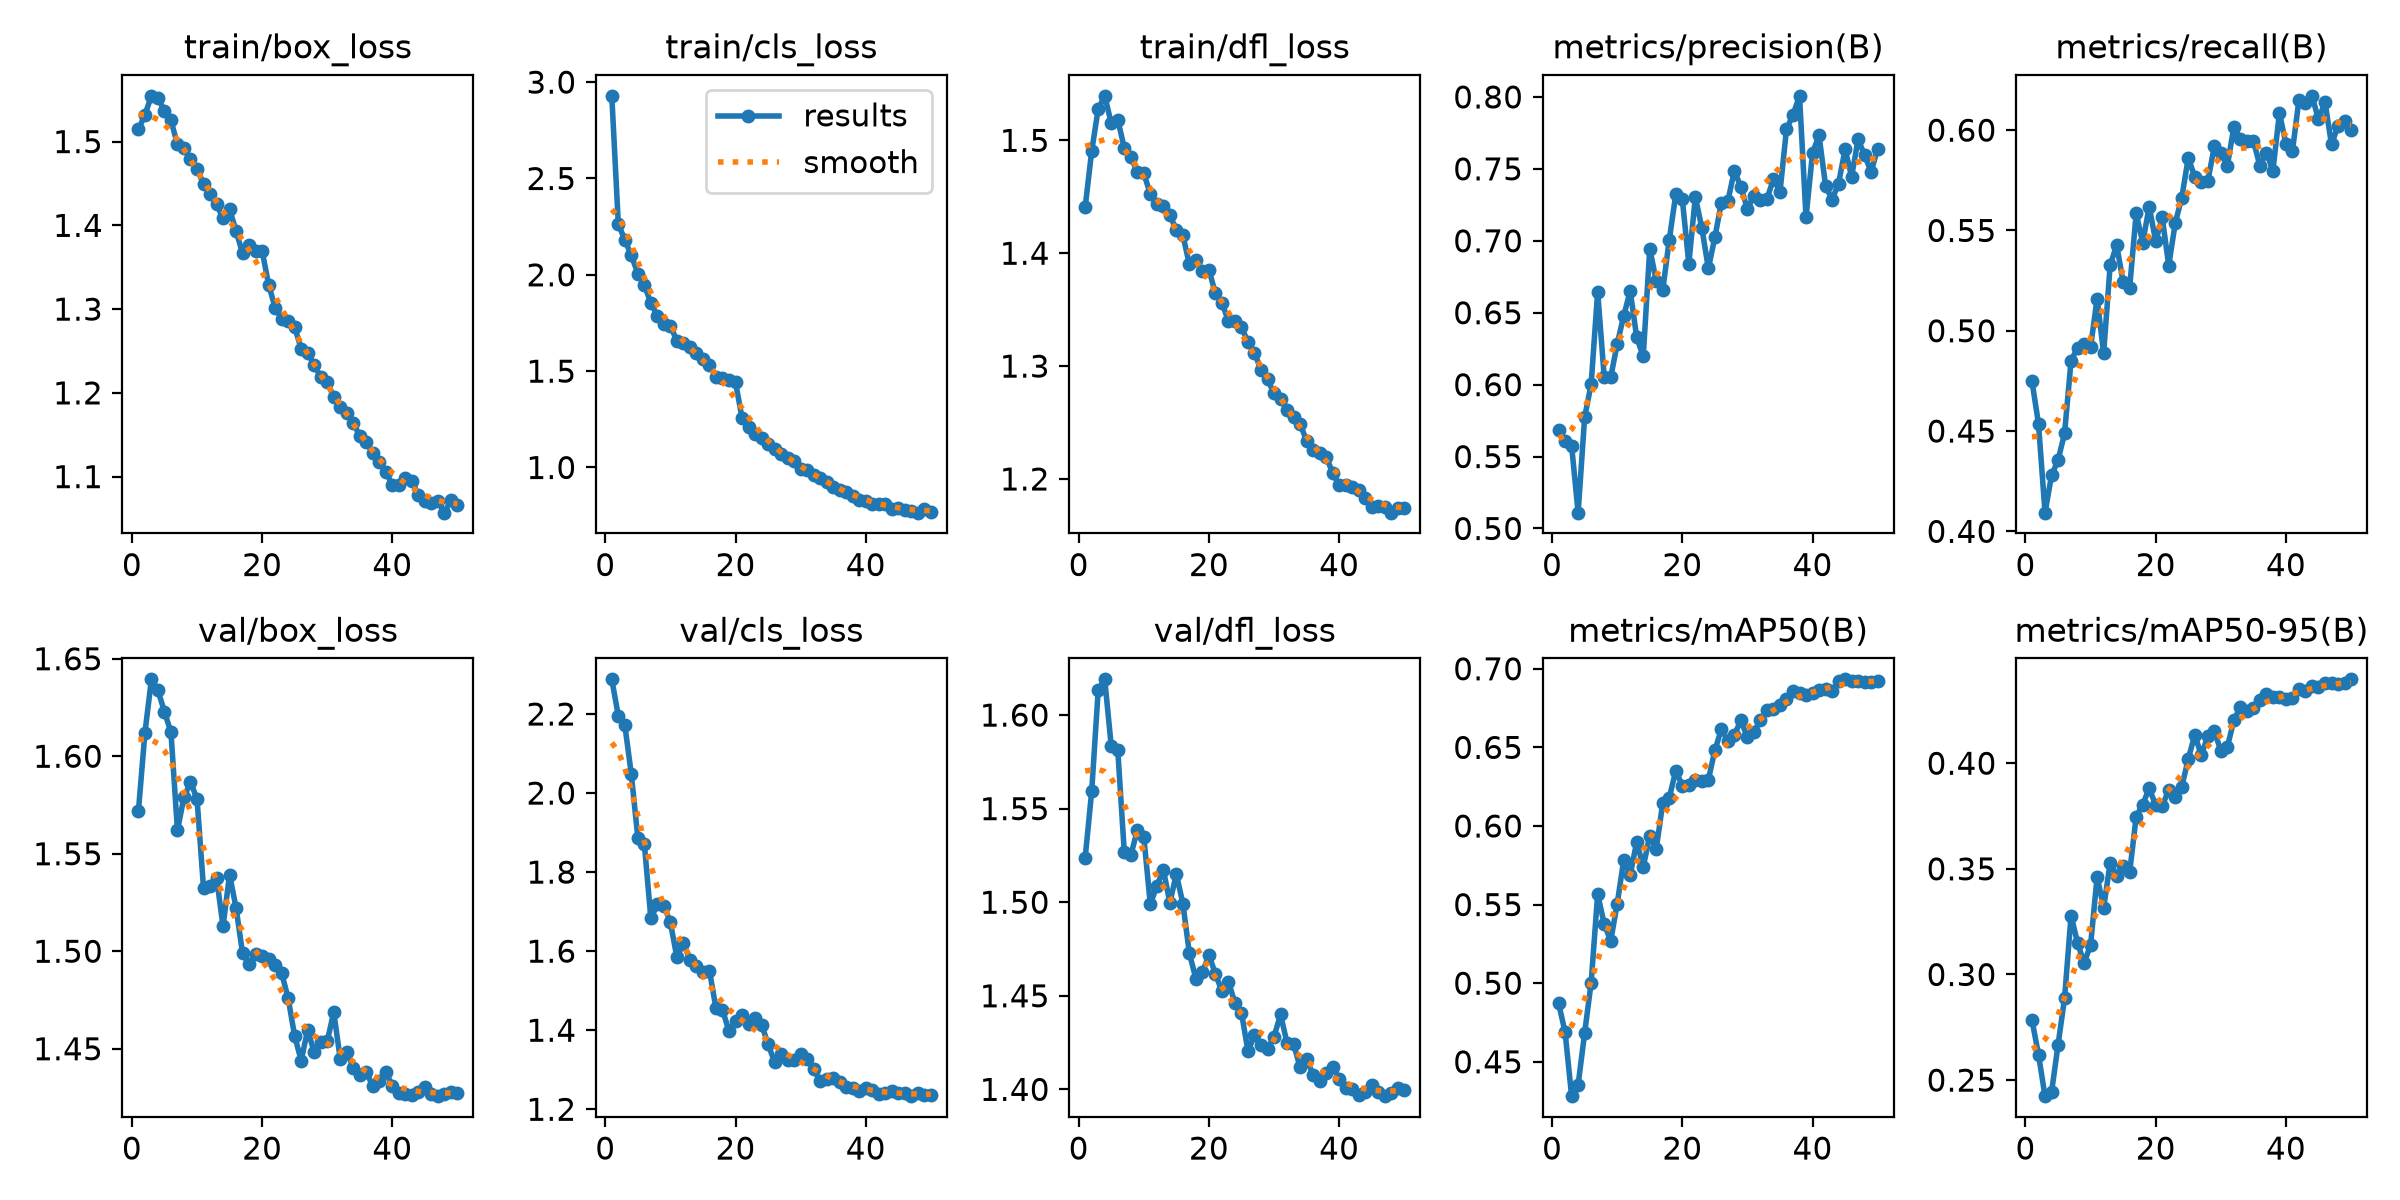 train/box_loss
train/cls_loss
train/dfl_loss
metrics/precision(B)
metrics/recall(B)
1.5
1.4
1.3
1.2
1.1
0 20 40
3.0
2.5
2.0
1.5
1.0
results
smooth
0 20 40
1.5
1.4
1.3
1.2
0 20 40
0.80
0.75
0.70
0.65
0.60
0.55
0.50
0 20 40
0.60
0.55
0.50
0.45
0.40
0 20 40
val/box_loss
val/cls_loss
val/dfl_loss
metrics/mAP50(B)
metrics/mAP50-95(B)
1.65
1.60
1.55
1.50
1.45
0 20 40
2.2
2.0
1.8
1.6
1.4
1.2
0 20 40
1.60
1.55
1.50
1.45
1.40
0 20 40
0.70
0.65
0.60
0.55
0.50
0.45
0 20 40
0.40
0.35
0.30
0.25
0 20 40